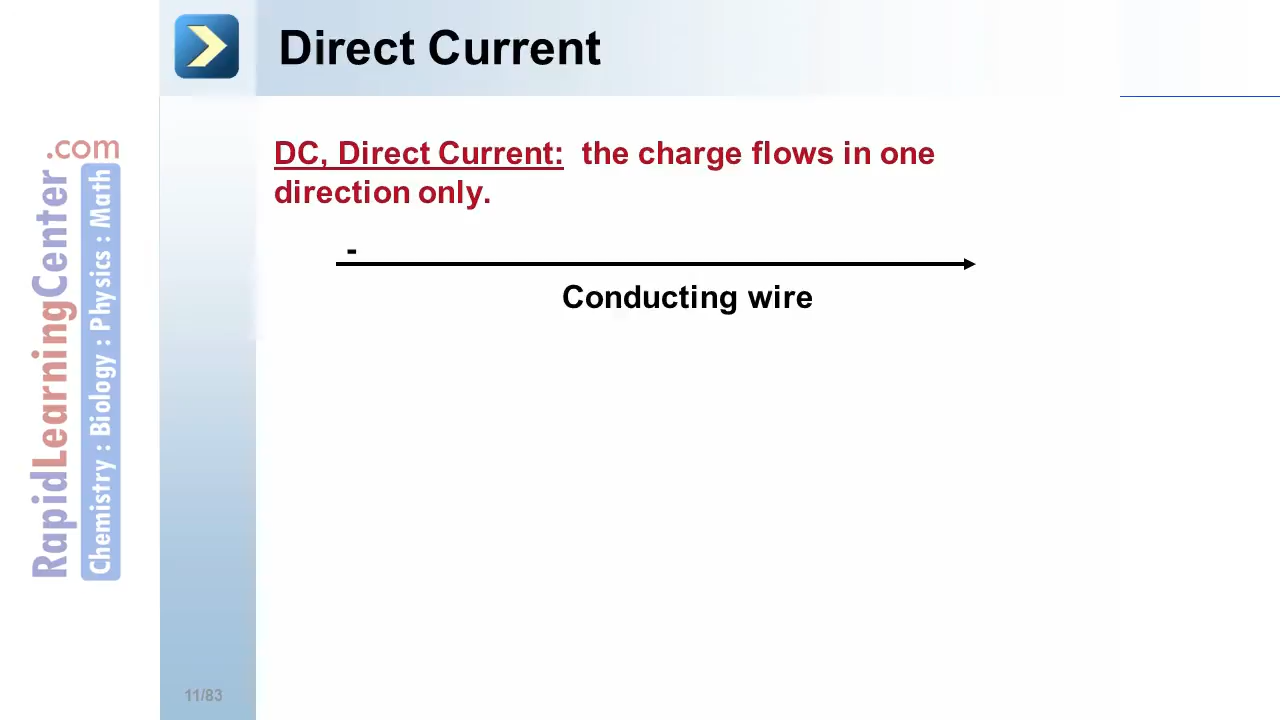 Direct Current
DC, Direct Current: the charge flows in one
direction only.
-
Conducting wire
RapidLearningCenter
.com
Chemistry : Biology : Physics : Math
11/83